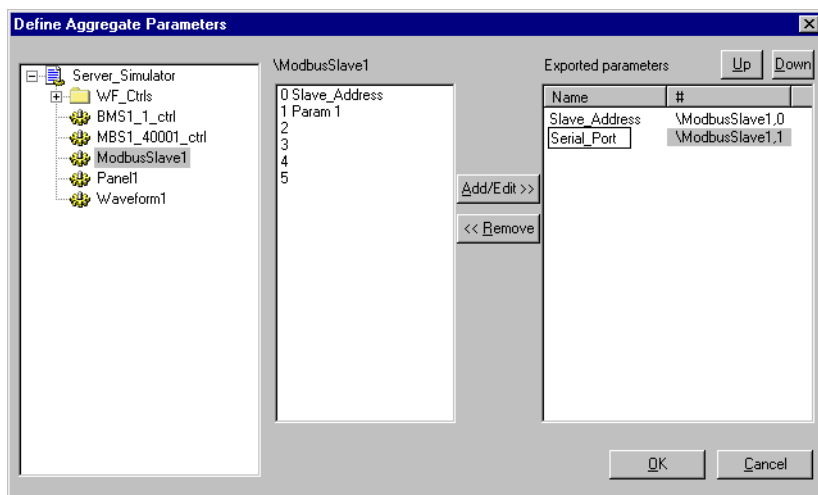 Define Aggregate Parameters
Server_Simulator
WF_Ctrls
BMS1_1_ctrl
MBS1_40001_ctrl
ModbusSlave1
Panel1
Waveform1
\ModbusSlave1
0 Slave_Address
1 Param 1
2
3
4
5
Add/Edit >>
<< Remove
Exported parameters
Up
Down
Name #
Slave_Address \ModbusSlave1,0
Serial_Port \ModbusSlave1,1
OK
Cancel